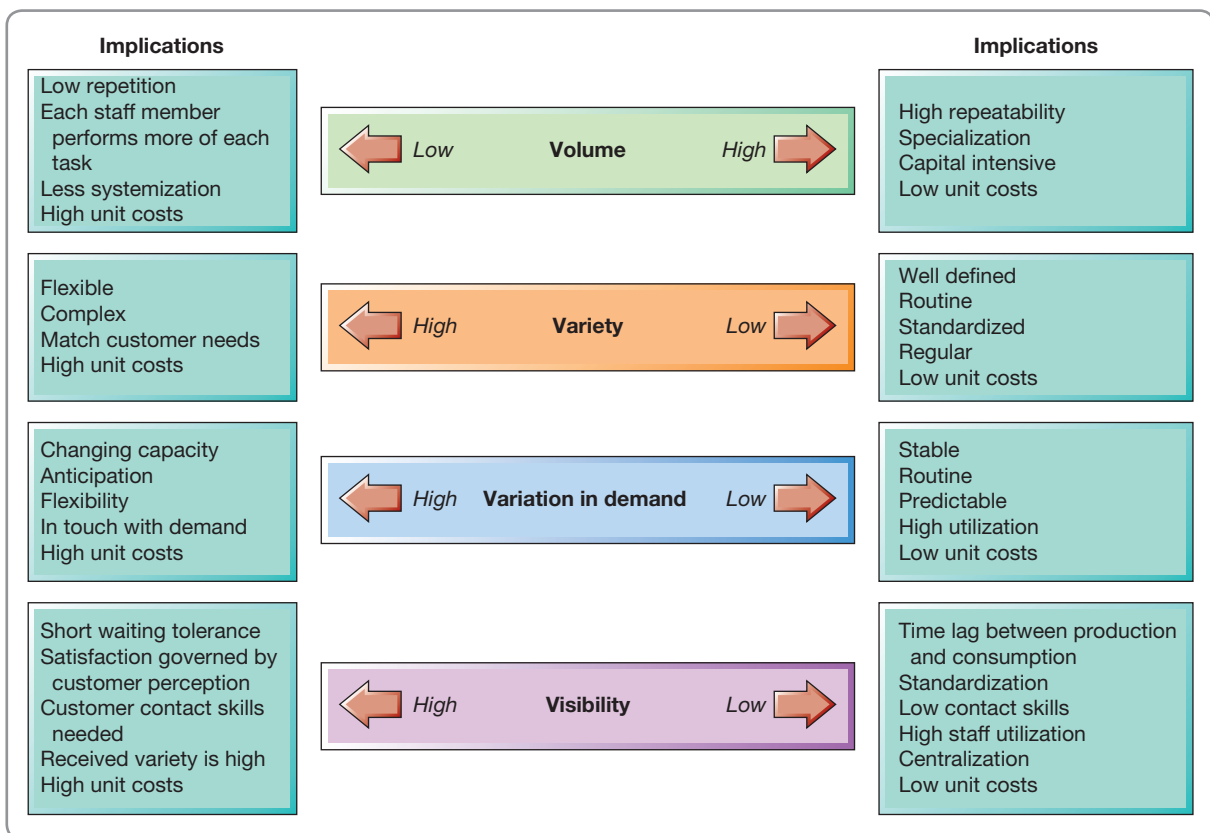 Implications
Low repetition
Each staff member
performs more of each
task
Less systemization
High unit costs
Low Volume High
Implications
High repeatability
Specialization
Capital intensive
Low unit costs
Flexible
Complex
Match customer needs
High unit costs
High Variety Low
Well defined
Routine
Standardized
Regular
Low unit costs
Changing capacity
Anticipation
Flexibility
In touch with demand
High unit costs
High Variation in demand Low
Stable
Routine
Predictable
High utilization
Low unit costs
Short waiting tolerance
Satisfaction governed by
customer perception
Customer contact skills
needed
Received variety is high
High unit costs
High Visibility Low
Time lag between production
and consumption
Standardization
Low contact skills
High staff utilization
Centralization
Low unit costs